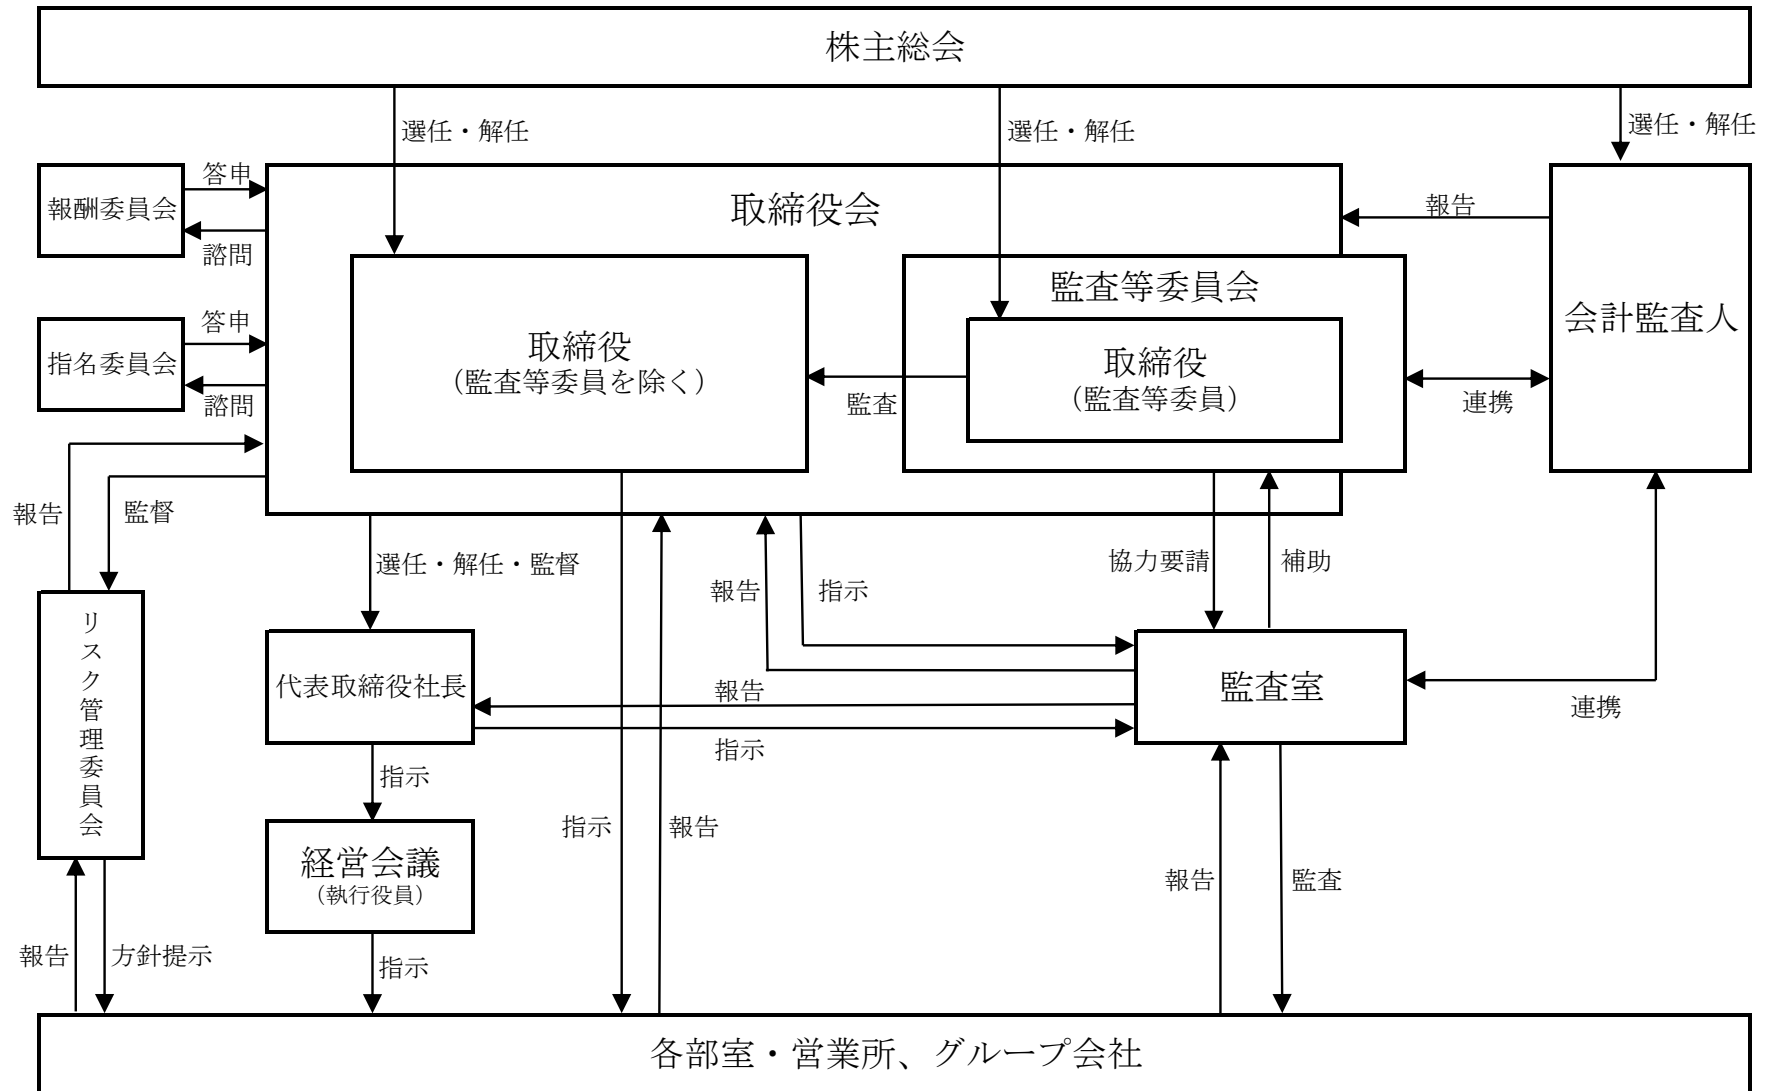 株主総会
選任・解任
選任・解任
選任・解任
答申
報酬委員会
諮問
取締役会
報告
監査等委員会
会計監査人
答申
指名委員会
諮問
取締役
（監査等委員を除く）
監査
取締役
（監査等委員）
連携
報告
監督
選任・解任・監督
報告
指示
協力要請
補助
リスク管理委員会
代表取締役社長
報告
指示
監査室
連携
指示
経営会議
（執行役員）
指示
報告
報告
監査
報告
方針提示
指示
各部室・営業所、グループ会社